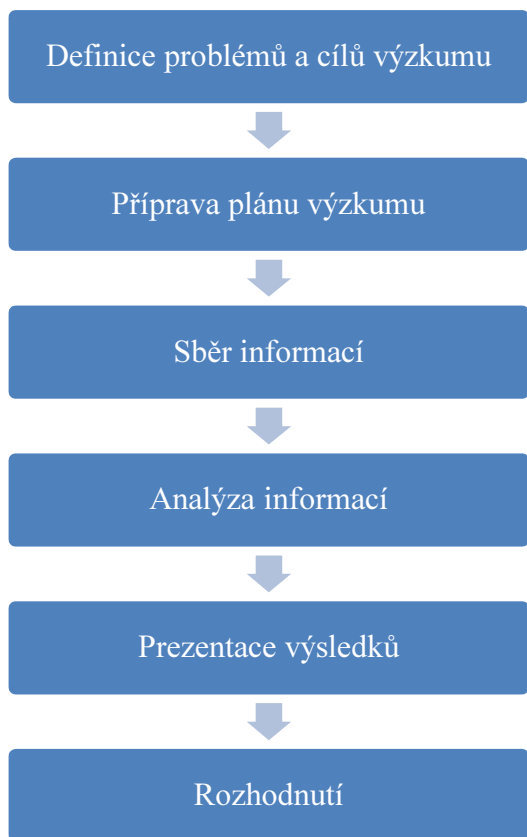 Definice problémů a cílů výzkumu
Příprava plánu výzkumu
Sběr informací
Analýza informací
Prezentace výsledků
Rozhodnutí